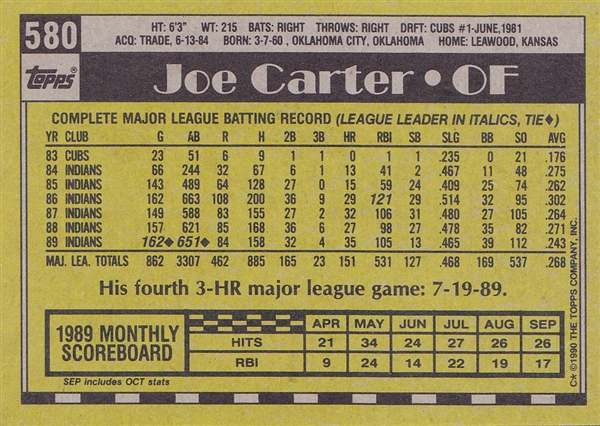 580
HT: 6'3" WT: 215 BATS: RIGHT THROWS: RIGHT DRFT: CUBS #1-JUNE,1981
ACQ: TRADE, 6-13-84 BORN: 3-7-60, OKLAHOMA CITY, OKLAHOMA HOME: LEAWOOD, KANSAS
Topps®
Joe Carter • OF
COMPLETE MAJOR LEAGUE BATTING RECORD (LEAGUE LEADER IN ITALICS, TIE♦)
YR CLUB G AB R H 2B 3B HR RBI SB SLG BB SO AVG
83 CUBS 23 51 6 9 1 0 0 1 1 .235 0 21 .176
84 INDIANS 66 244 32 67 6 1 13 41 2 .467 11 48 .275
85 INDIANS 143 489 64 128 27 0 15 59 24 .409 25 74 .262
86 INDIANS 162 663 108 200 36 9 29 121 29 .514 32 95 .302
87 INDIANS 149 588 83 155 27 2 32 106 31 .480 27 105 .264
88 INDIANS 157 621 85 168 36 6 27 98 27 .478 35 82 .271
89 INDIANS 162♦ 651♦ 84 158 32 4 35 105 13 .465 39 112 .243
MAJ. LEA. TOTALS 862 3307 462 885 165 23 151 531 127 .468 169 537 .268
His fourth 3-HR major league game: 7-19-89.
1989 MONTHLY SCOREBOARD
APR MAY JUN JUL AUG SEP
HITS 21 34 24 27 26 26
RBI 9 24 14 22 19 17
SEP includes OCT stats
C* ©1990 THE TOPPS COMPANY, INC.